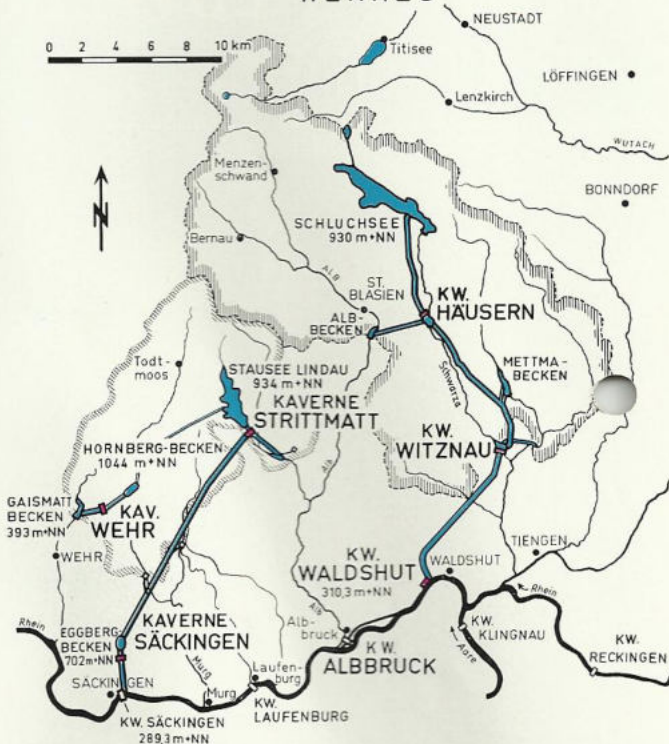 NEUSTADT
Titisee
0 2 4 6 8 10 km
LÖFFINGEN
Lenzkirch
WUTACH
N
Menzen-
schwand
BONNDORF
SCHLUCHSEE
930 m+NN
Bernau
ALB
ST.
BLASIEN
KW.
HÄUSERN
ALB-
BECKEN
METTMA-
BECKEN
Schwarza
Todt-
moos
STAUSEE LINDAU
934 m+NN
KAVERNE
STRITTMATT
KW.
WITZNAU
HORNBERG-BECKEN
1044 m+NN
Alb
GAISMATT
BECKEN
393 m+NN
KAV.
WEHR
WEHR
KW.
WALDSHUT
310,3 m+NN
WALDSHUT
TIENGEN
Rhein
KAVERNE
SÄCKINGEN
Alb
Alb-
bruck
KW.
ALBBRUCK
KW.
KLINGNAU
Aare
KW.
RECKINGEN
Rhein
EGGBERG
BECKEN
702 m+NN
SÄCKINGEN
Murg
Murg
Laufen-
burg
KW.
LAUFENBURG
KW. SÄCKINGEN
289,3 m+NN